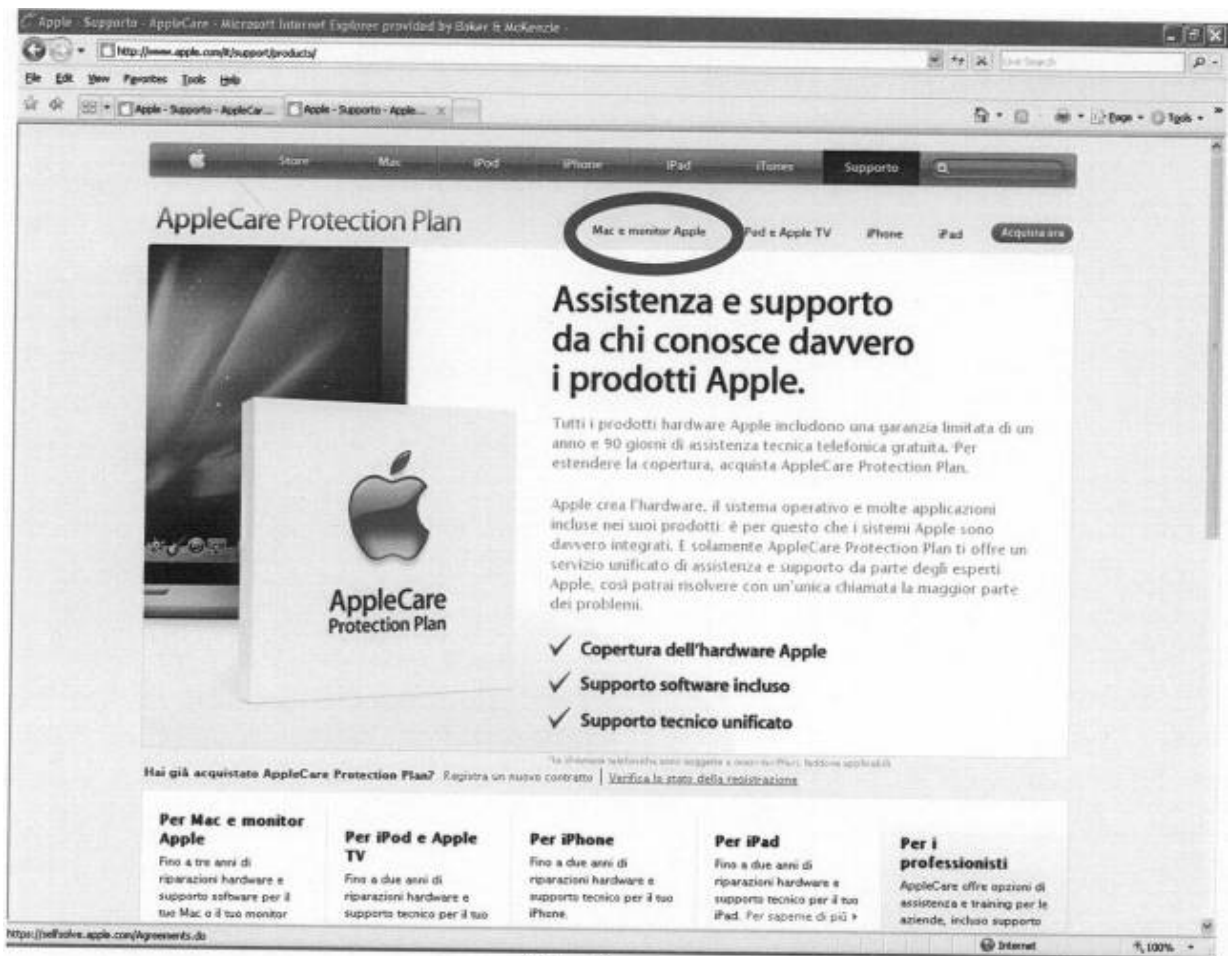 Apple - Supporto - AppleCare - Microsoft Internet Explorer provided by Baker & McKenzie
http://www.apple.com/it/support/products/
Live Search
File Edit View Favorites Tools Help
Apple - Supporto - AppleCar... Apple - Supporto - Apple...
Page Tools
Store Mac iPod iPhone iPad iTunes Supporto
AppleCare Protection Plan
Mac e monitor Apple iPod e Apple TV iPhone iPad Acquista ora
Assistenza e supporto
da chi conosce davvero
i prodotti Apple.
Tutti i prodotti hardware Apple includono una garanzia limitata di un
anno e 90 giorni di assistenza tecnica telefonica gratuita. Per
estendere la copertura, acquista AppleCare Protection Plan.
Apple crea l'hardware, il sistema operativo e molte applicazioni
incluse nei suoi prodotti: è per questo che i sistemi Apple sono
davvero integrati. E solamente AppleCare Protection Plan ti offre un
servizio unificato di assistenza e supporto da parte degli esperti
Apple, così potrai risolvere con un'unica chiamata la maggior parte
dei problemi.
AppleCare
Protection Plan
Copertura dell'hardware Apple
Supporto software incluso
Supporto tecnico unificato
Le chiamate telefoniche sono soggette a
Hai già acquistato AppleCare Protection Plan? Registra un nuovo contratto | Verifica lo stato della registrazione
Per Mac e monitor
Apple
Fino a tre anni di
riparazioni hardware e
supporto software per il
tuo Mac o il tuo monitor
Per iPod e Apple
TV
Fino a due anni di
riparazioni hardware e
supporto tecnico per il tuo
Per iPhone
Fino a due anni di
riparazioni hardware e
supporto tecnico per il tuo
iPhone.
Per iPad
Fino a due anni di
riparazioni hardware e
supporto tecnico per il tuo
iPad. Per saperne di più
Per i
professionisti
AppleCare offre opzioni di
assistenza e training per le
aziende, incluso supporto
https://selfsolve.apple.com/Agreements.do
Internet 100%